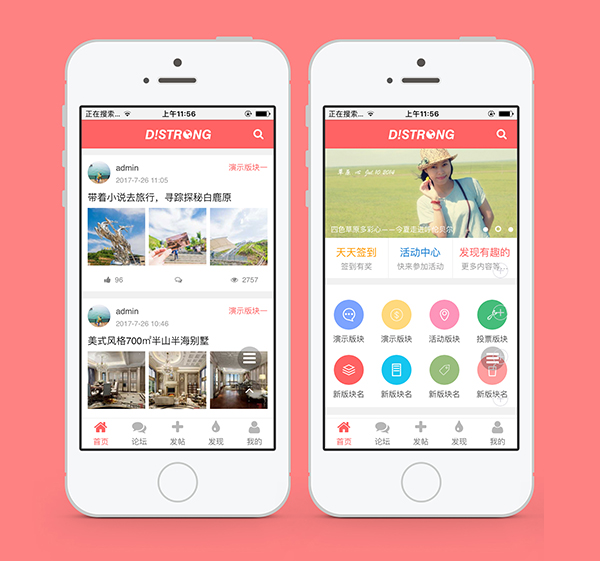 正在搜索...
上午11:56
D!STRONG
admin
演示版块一
2017-7-26 11:05
带着小说去旅行，寻踪探秘白鹿原
96
2757
admin
演示版块一
2017-7-26 10:46
美式风格700㎡半山半海别墅
首页
论坛
发帖
发现
我的
正在搜索...
上午11:56
D!STRONG
Jul.10 2014
四色草原多彩心——今夏走进呼伦贝尔
天天签到
活动中心
发现有趣的
签到有奖
快来参加活动
更多内容等...
演示版块
演示版块
活动版块
投票版块
新版块名
新版块名
新版块名
新版块名
首页
论坛
发帖
发现
我的